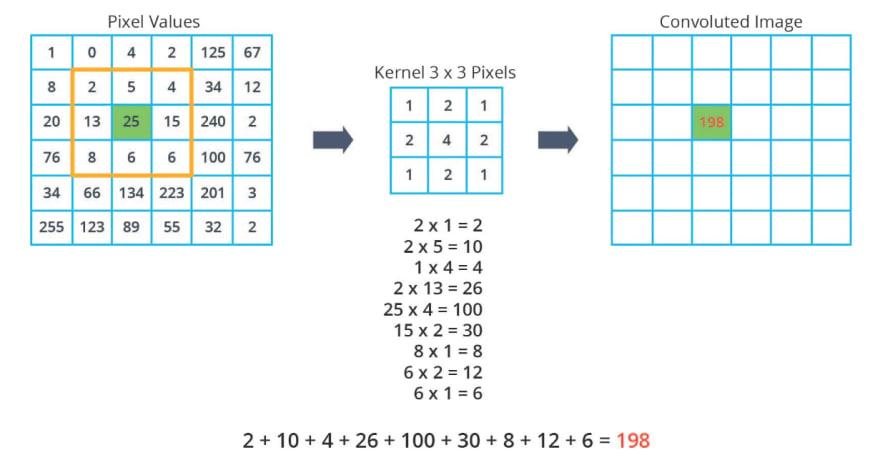 Pixel Values
1 0 4 2 125 67
8 2 5 4 34 12
20 13 25 15 240 2
76 8 6 6 100 76
34 66 134 223 201 3
255 123 89 55 32 2
Kernel 3 x 3 Pixels
1 2 1
2 4 2
1 2 1
Convoluted Image
198
2 x 1 = 2
2 x 5 = 10
1 x 4 = 4
2 x 13 = 26
25 x 4 = 100
15 x 2 = 30
8 x 1 = 8
6 x 2 = 12
6 x 1 = 6
2 + 10 + 4 + 26 + 100 + 30 + 8 + 12 + 6 = 198